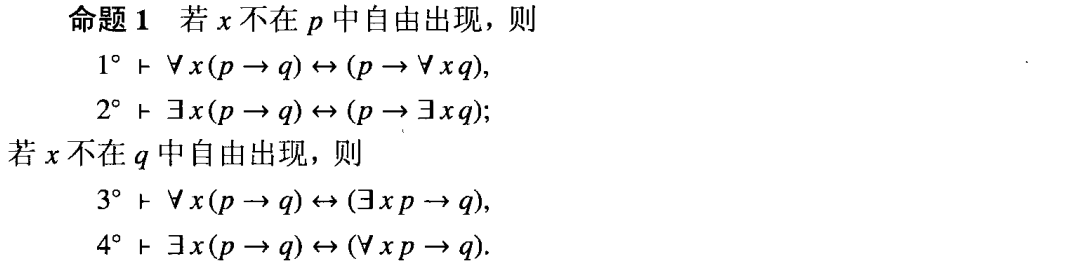 命题 1 若 x 不在 p 中自由出现, 则
1° ⊢ ∀x(p → q) ↔ (p → ∀xq),
2° ⊢ ∃x(p → q) ↔ (p → ∃xq);
若 x 不在 q 中自由出现, 则
3° ⊢ ∀x(p → q) ↔ (∃xp → q),
4° ⊢ ∃x(p → q) ↔ (∀xp → q).